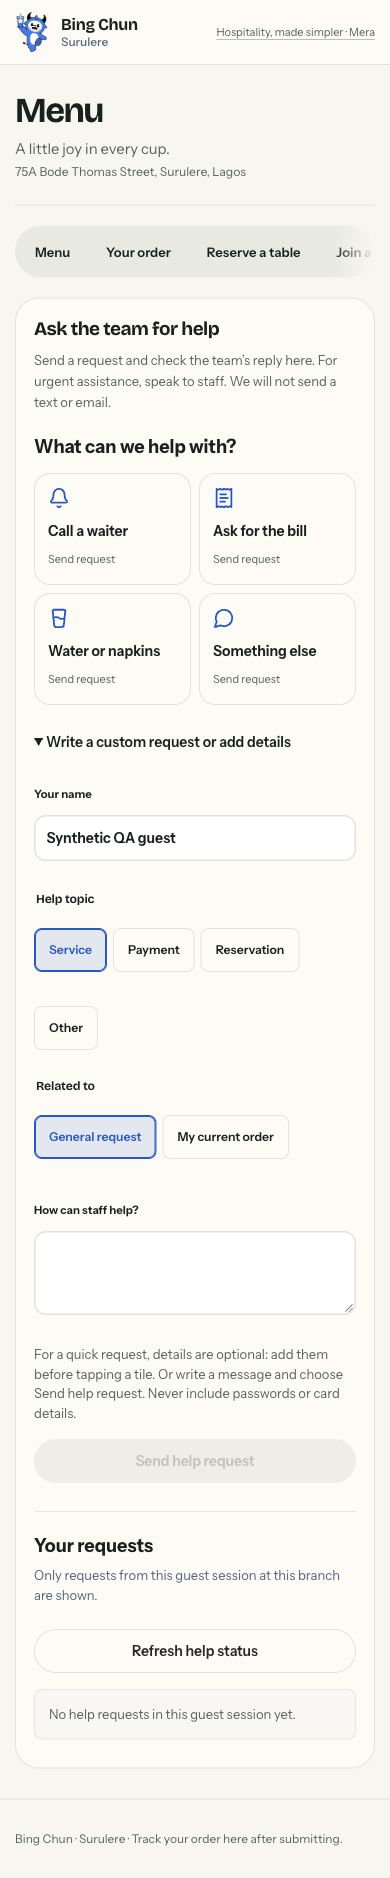 Bing Chun
Surulere
Hospitality, made simpler · Mera
Menu
A little joy in every cup.
75A Bode Thomas Street, Surulere, Lagos
Menu
Your order
Reserve a table
Join a
Ask the team for help
Send a request and check the team's reply here. For
urgent assistance, speak to staff. We will not send a
text or email.
What can we help with?
Call a waiter
Send request
Ask for the bill
Send request
Water or napkins
Send request
Something else
Send request
Write a custom request or add details
Your name
Synthetic QA guest
Help topic
Service
Payment
Reservation
Other
Related to
General request
My current order
How can staff help?
For a quick request, details are optional: add them
before tapping a tile. Or write a message and choose
Send help request. Never include passwords or card
details.
Send help request
Your requests
Only requests from this guest session at this branch
are shown.
Refresh help status
No help requests in this guest session yet.
Bing Chun · Surulere · Track your order here after submitting.